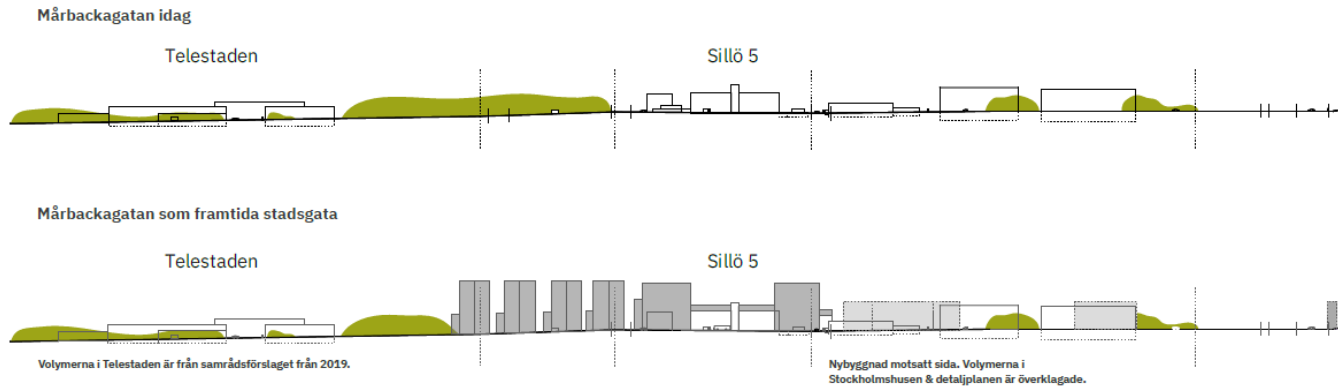 Mårbackagatan idag
Telestaden
Sillö 5
Mårbackagatan som framtida stadsgata
Telestaden
Sillö 5
Volymerna i Telestaden är från samrådsförslaget från 2019.
Nybyggnad motsatt sida. Volymerna i
Stockholmshusen & detaljplanen är överklagade.